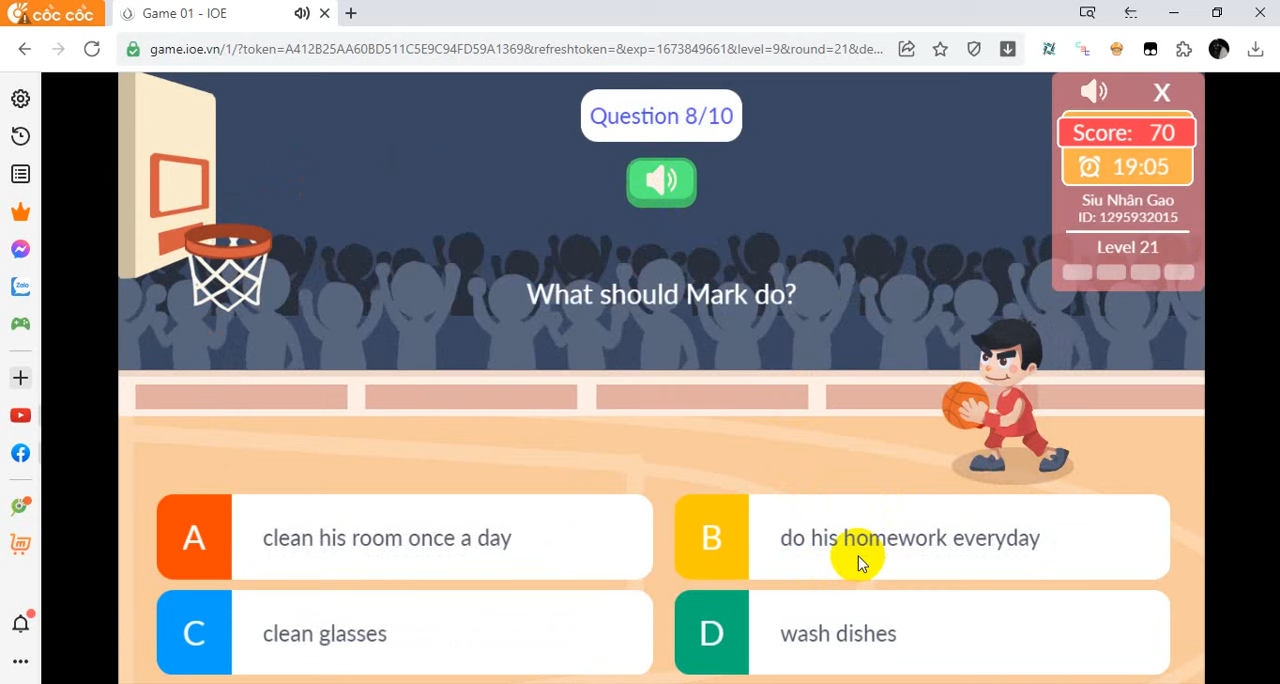 cốc cốc
Game 01 - IOE
game.ioe.vn/1/?token=A412B25AA60BD511C5E9C94FD59A1369&refreshtoken=&exp=1673849661&level=9&round=21&de...
Question 8/10
X
Score: 70
19:05
Siu Nhân Gao
ID: 1295932015
Level 21
Zalo
What should Mark do?
A clean his room once a day
B do his homework everyday
C clean glasses
D wash dishes